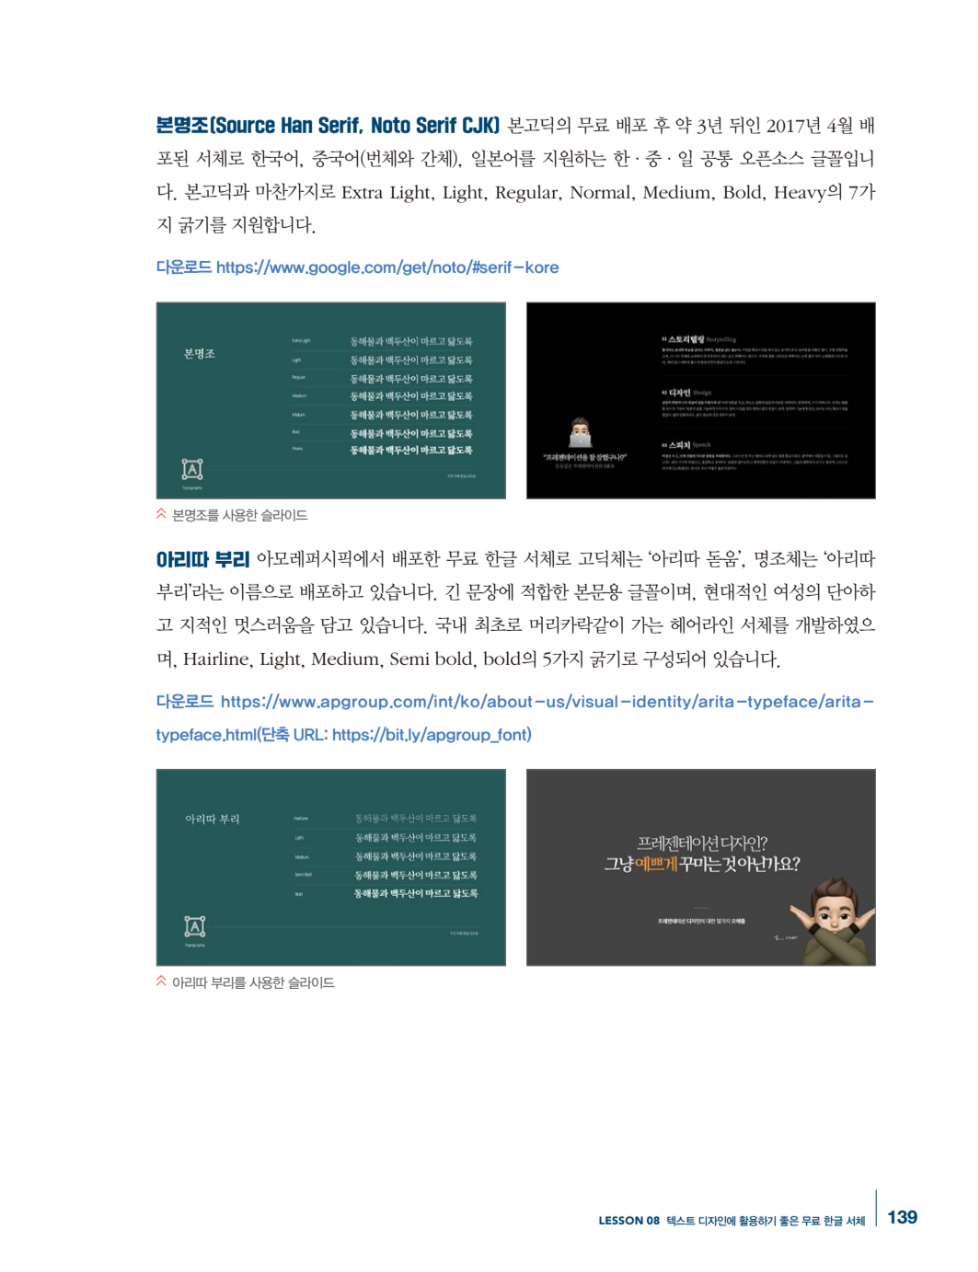 본명조(Source Han Serif, Noto Serif CJK) 본고딕의 무료 배포 후 약 3년 뒤인 2017년 4월 배
포된 서체로 한국어, 중국어(번체와 간체), 일본어를 지원하는 한·중·일 공통 오픈소스 글꼴입니
다. 본고딕과 마찬가지로 Extra Light, Light, Regular, Normal, Medium, Bold, Heavy의 7가
지 굵기를 지원합니다.
다운로드 https://www.google.com/get/noto/#serif-kore
본명조
Extra Light 동해물과 백두산이 마르고 닳도록
Light 동해물과 백두산이 마르고 닳도록
Regular 동해물과 백두산이 마르고 닳도록
Medium 동해물과 백두산이 마르고 닳도록
동해물과 백두산이 마르고 닳도록
Bold 동해물과 백두산이 마르고 닳도록
동해물과 백두산이 마르고 닳도록
A
Typography
01 스토리텔링 Storytelling
02 디자인 Design
03 스피치 Speech
"프레젠테이션을 잘 잘했구나?"
본명조를 사용한 슬라이드
아리따 부리 아모레퍼시픽에서 배포한 무료 한글 서체로 고딕체는 '아리따 돋움', 명조체는 '아리따
부리'라는 이름으로 배포하고 있습니다. 긴 문장에 적합한 본문용 글꼴이며, 현대적인 여성의 단아하
고 지적인 멋스러움을 담고 있습니다. 국내 최초로 머리카락같이 가는 헤어라인 서체를 개발하였으
며, Hairline, Light, Medium, Semi bold, bold의 5가지 굵기로 구성되어 있습니다.
다운로드 https://www.apgroup.com/int/ko/about-us/visual-identity/arita-typeface/arita-
typeface.html(단축 URL: https://bit.ly/apgroup_font)
아리따 부리
Hairline 동해물과 백두산이 마르고 닳도록
Light 동해물과 백두산이 마르고 닳도록
Medium 동해물과 백두산이 마르고 닳도록
Semi Bold 동해물과 백두산이 마르고 닳도록
Bold 동해물과 백두산이 마르고 닳도록
A
Typography
프레젠테이션 디자인?
그냥 예쁘게 꾸미는 것 아닌가요?
프레젠테이션 디자인에 대한 몇가지 오해들
아리따 부리를 사용한 슬라이드
LESSON 08 텍스트 디자인에 활용하기 좋은 무료 한글 서체 139